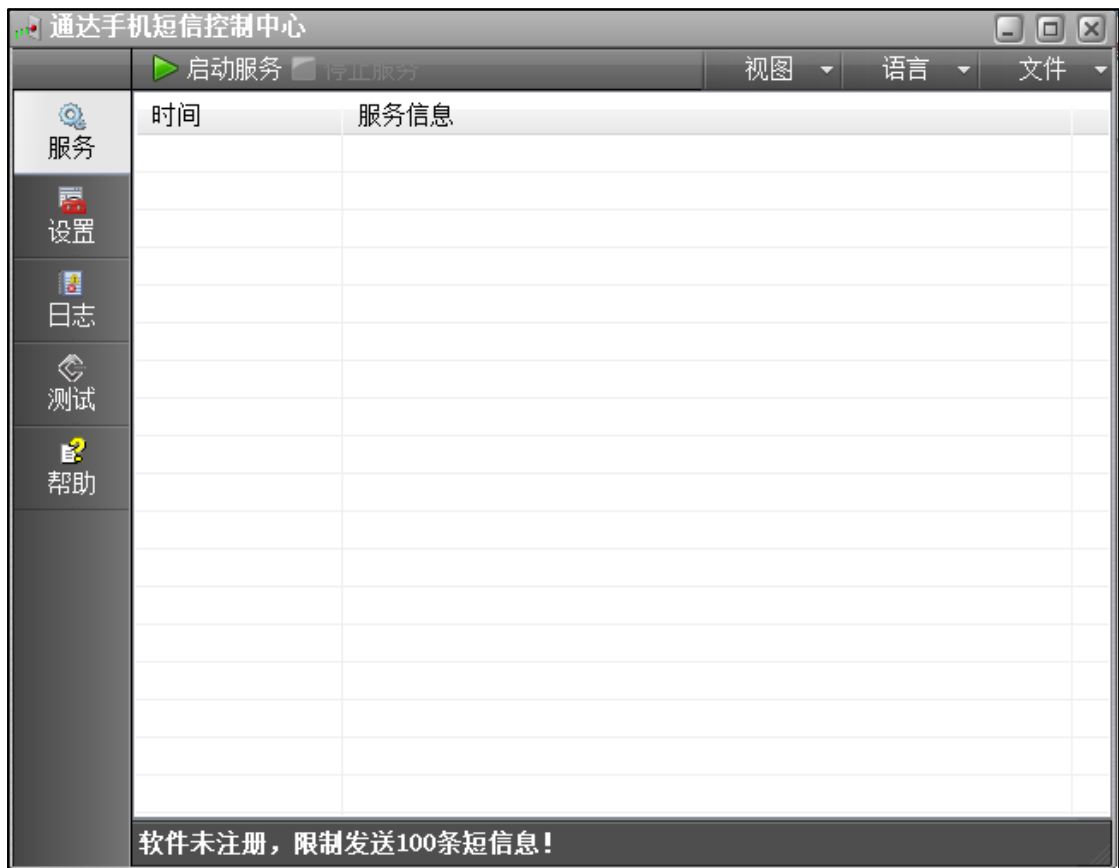 通达手机短信控制中心
启动服务 停止服务 视图 语言 文件
服务
设置
日志
测试
帮助
时间 服务信息
软件未注册，限制发送100条短信息！